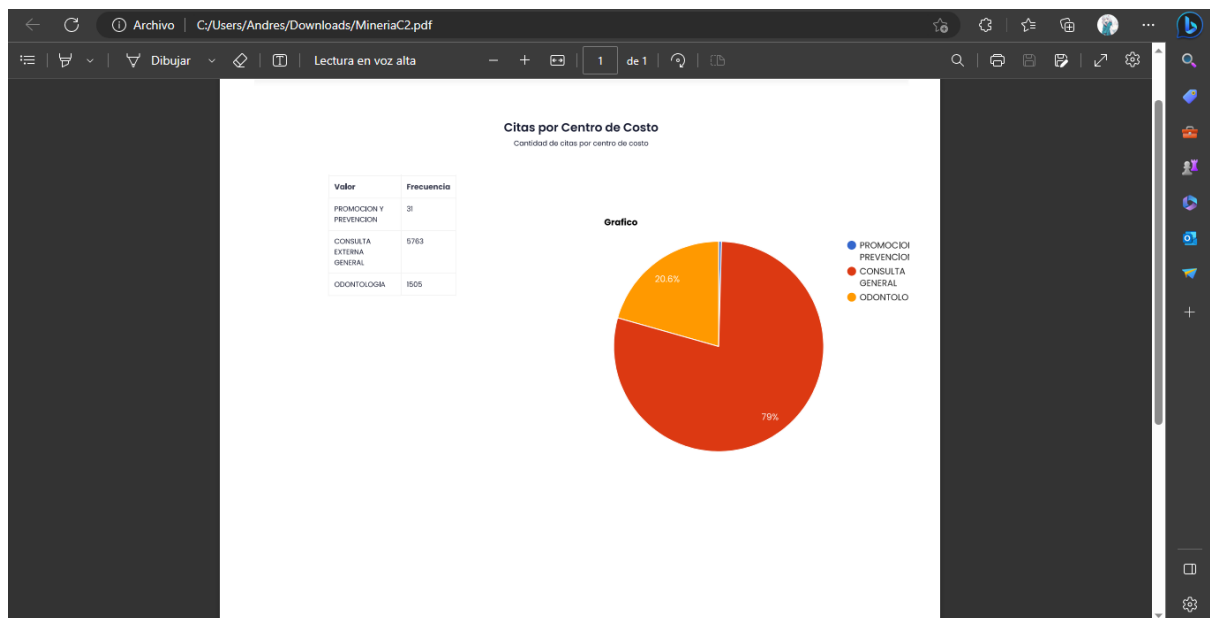 Archivo C:/Users/Andres/Downloads/MineriaC2.pdf
Dibujar Lectura en voz alta 1 de 1
Citas por Centro de Costo
Cantidad de citas por centro de costo
Valor Frecuencia
PROMOCION Y
PREVENCION
31
CONSULTA
EXTERNA
GENERAL
5763
ODONTOLOGIA 1505
Grafico
20.6%
79%
PROMOCIO
PREVENCIO
CONSULTA
GENERAL
ODONTOLO